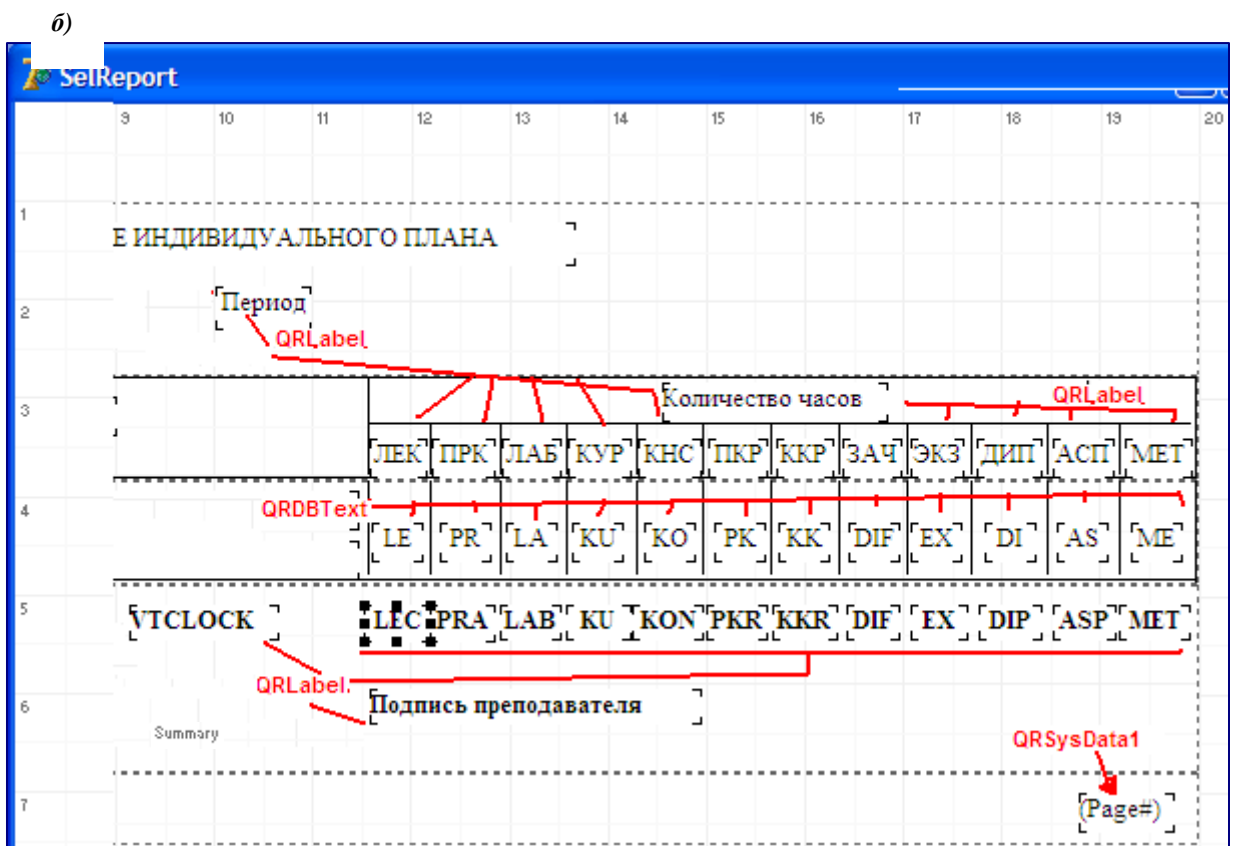 б)
SelReport
9 10 11 12 13 14 15 16 17 18 19 20
1
Е ИНДИВИДУАЛЬНОГО ПЛАНА
2
Период
QRLabel
3
Количество часов
QRLabel
ЛЕК ПРК ЛАБ КУР КНС ПКР ККР ЗАЧ ЭКЗ ДИП АСП МЕТ
4
QRDBText
LE PR LA KU KO PK KK DIF EX DI AS ME
5
VTCLOCK LEC PRA LAB KU KON PKR KKR DIF EX DIP ASP MET
QRLabel
6
Подпись преподавателя
Summary
QRSysData1
7
(Page#)